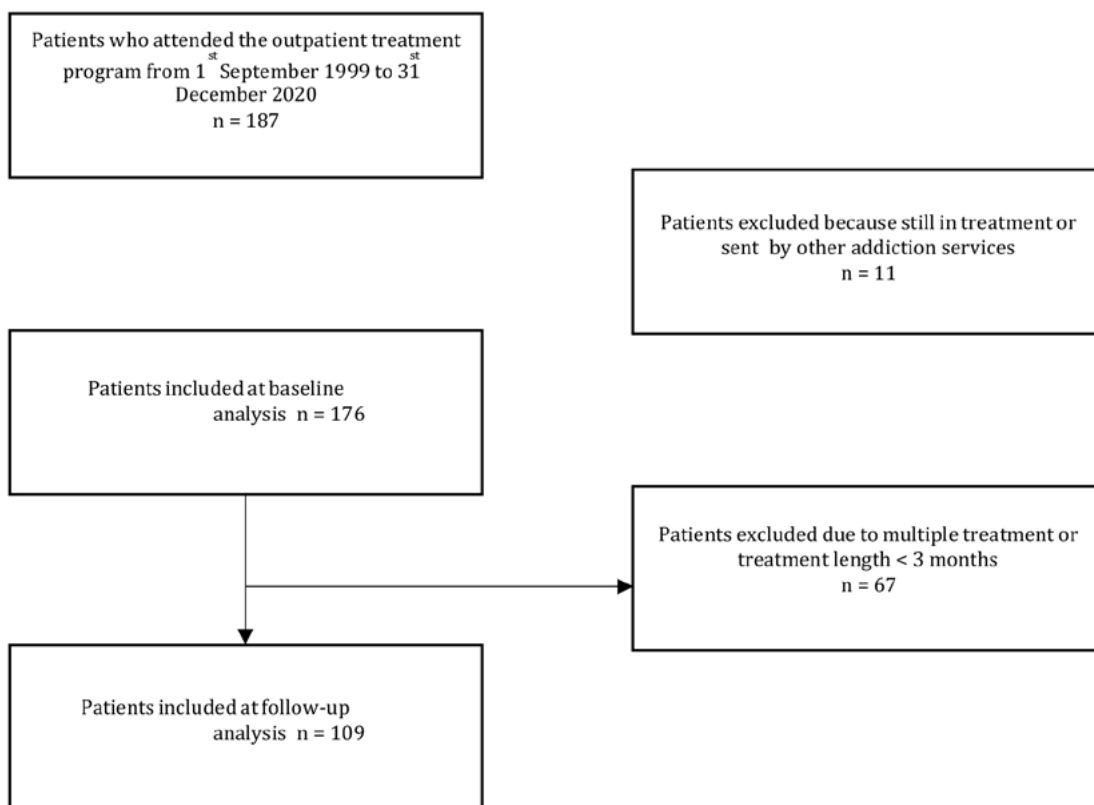 Patients who attended the outpatient treatment
program from 1st September 1999 to 31st
December 2020
n = 187
Patients excluded because still in treatment or
sent by other addiction services
n = 11
Patients included at baseline
analysis n = 176
Patients excluded due to multiple treatment or
treatment length < 3 months
n = 67
Patients included at follow-up
analysis n = 109